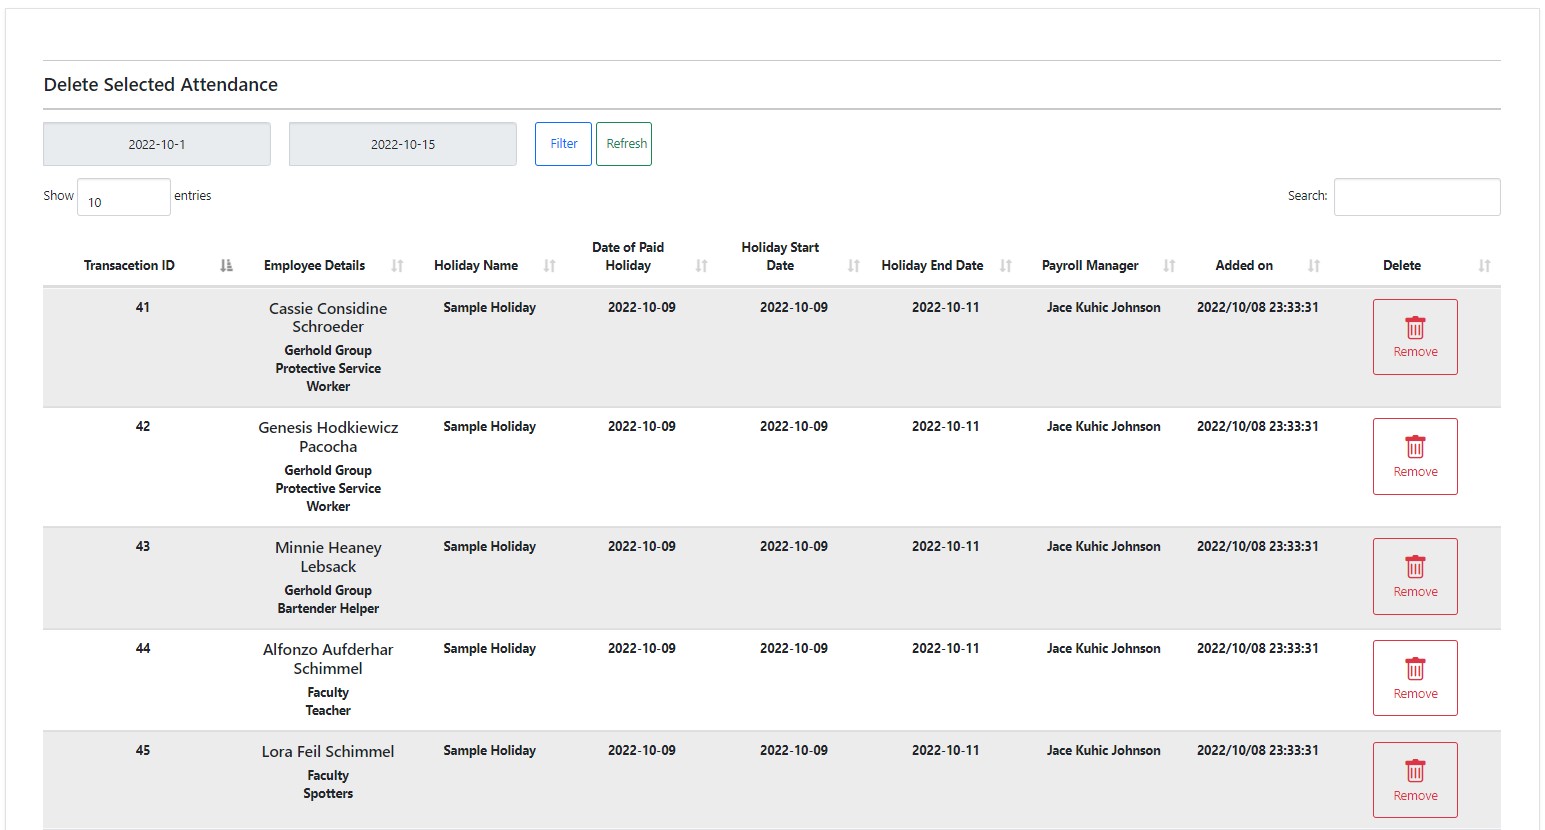 Delete Selected Attendance
2022-10-1 2022-10-15 Filter Refresh
Show 10 entries Search:
Transacetion ID Employee Details Holiday Name Date of Paid Holiday Holiday Start Date Holiday End Date Payroll Manager Added on Delete
41 Cassie Considine Sample Holiday 2022-10-09 2022-10-09 2022-10-11 Jace Kuhic Johnson 2022/10/08 23:33:31
Schroeder
Gerhold Group
Remove
Protective Service
Worker
42 Genesis Hodkiewicz Sample Holiday 2022-10-09 2022-10-09 2022-10-11 Jace Kuhic Johnson 2022/10/08 23:33:31
Pacocha
Gerhold Group
Remove
Protective Service
Worker
43 Minnie Heaney Sample Holiday 2022-10-09 2022-10-09 2022-10-11 Jace Kuhic Johnson 2022/10/08 23:33:31
Lebsack
Gerhold Group
Remove
Bartender Helper
44 Alfonzo Aufderhar Sample Holiday 2022-10-09 2022-10-09 2022-10-11 Jace Kuhic Johnson 2022/10/08 23:33:31
Schimmel
Faculty
Remove
Teacher
45 Lora Feil Schimmel Sample Holiday 2022-10-09 2022-10-09 2022-10-11 Jace Kuhic Johnson 2022/10/08 23:33:31
Faculty
Spotters
Remove